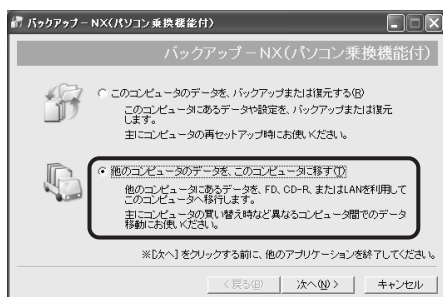 バックアップ－NX(パソコン乗換機能付)
バックアップ－NX(パソコン乗換機能付)
このコンピュータのデータを、バックアップまたは復元する(R)
このコンピュータにあるデータや設定を、バックアップまたは復元
します。
主にコンピュータの再セットアップ時にお使いください。
他のコンピュータのデータを、このコンピュータに移す(T)
他のコンピュータにあるデータを、FD、CD-R、またはLANを利用して
このコンピュータへ移行します。
主にコンピュータの買い替え時など異なるコンピュータ間でのデータ
移動にお使いください。
※[次へ]をクリックする前に、他のアプリケーションを終了してください。
＜戻る(B)
次へ(N)＞
キャンセル